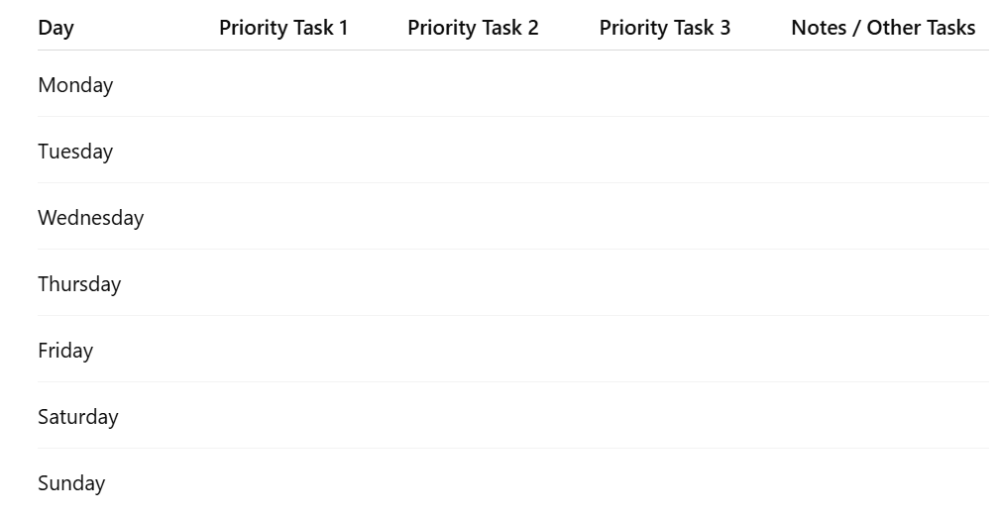 Day Priority Task 1 Priority Task 2 Priority Task 3 Notes / Other Tasks
Monday
Tuesday
Wednesday
Thursday
Friday
Saturday
Sunday